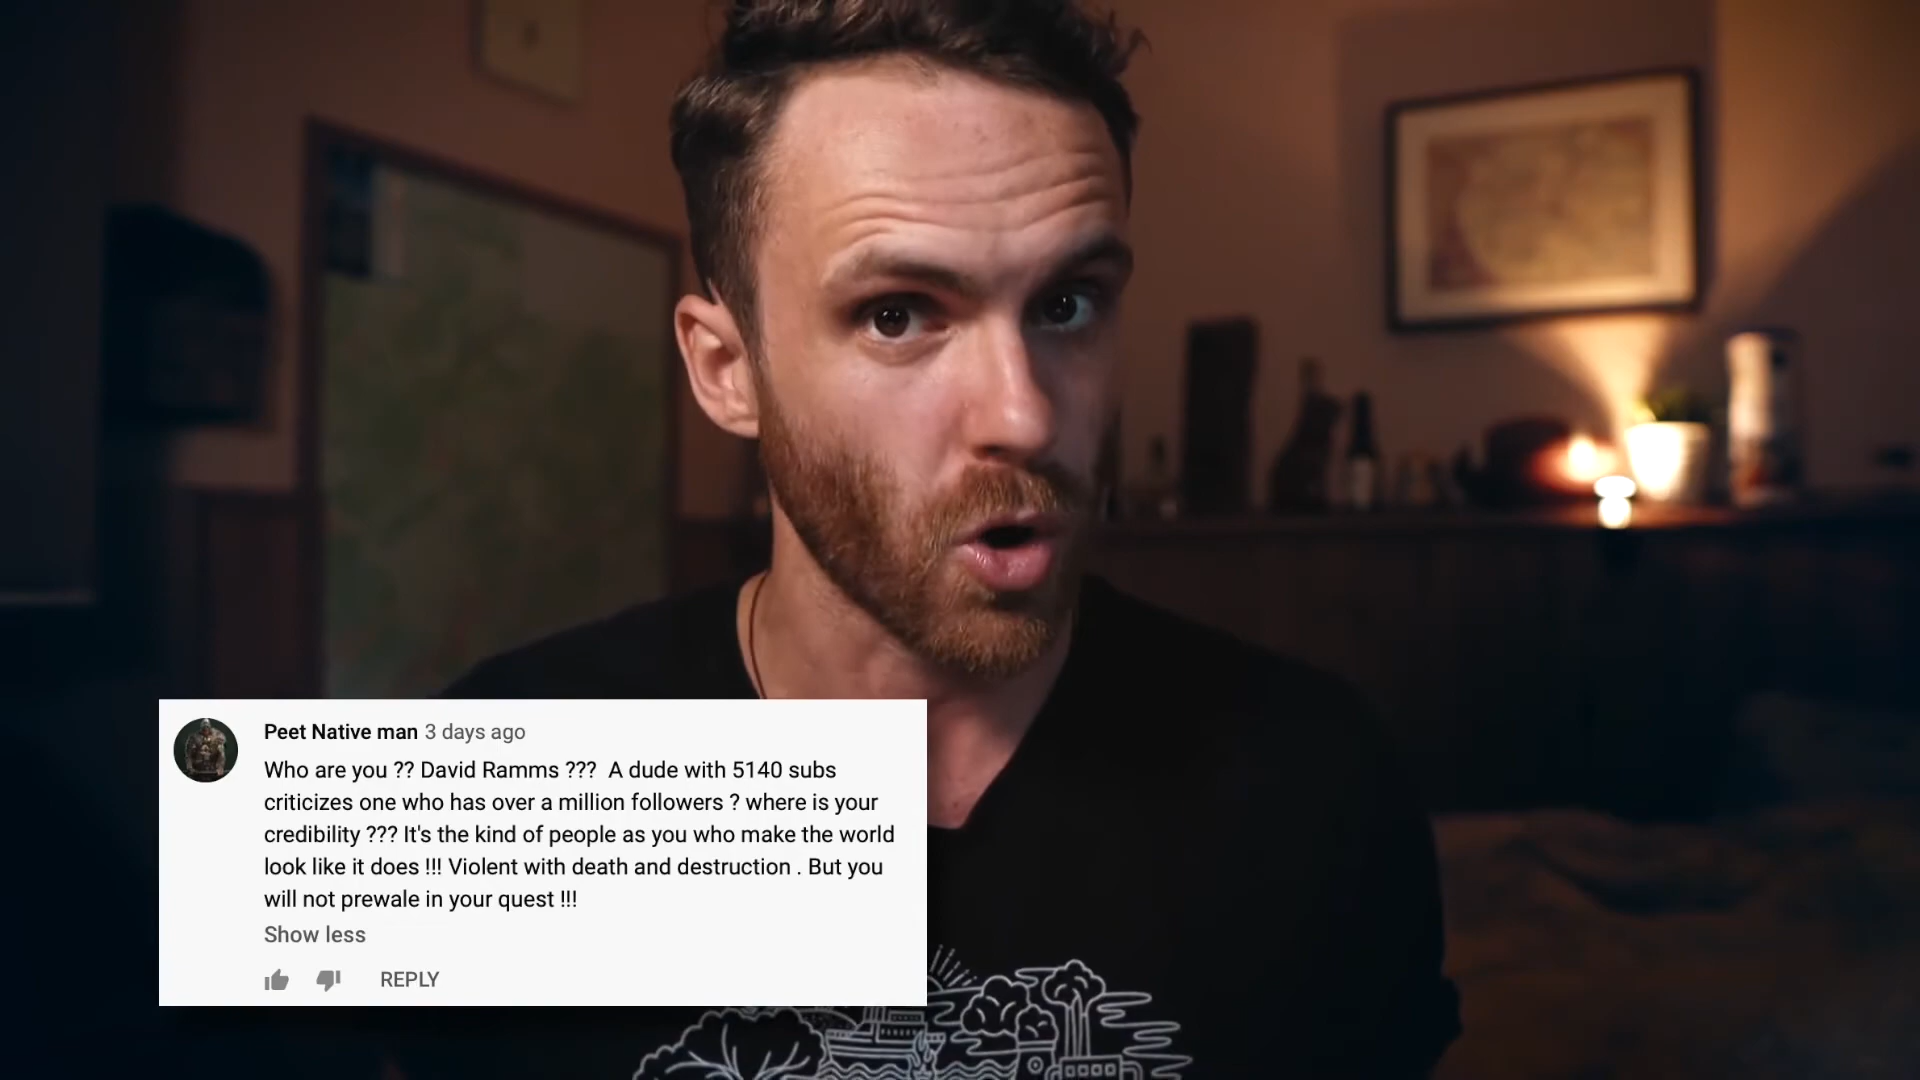 Peet Native man 3 days ago
Who are you ?? David Ramms ???  A dude with 5140 subs
criticizes one who has over a million followers ? where is your
credibility ??? It's the kind of people as you who make the world
look like it does !!! Violent with death and destruction . But you
will not prewale in your quest !!!
Show less
REPLY